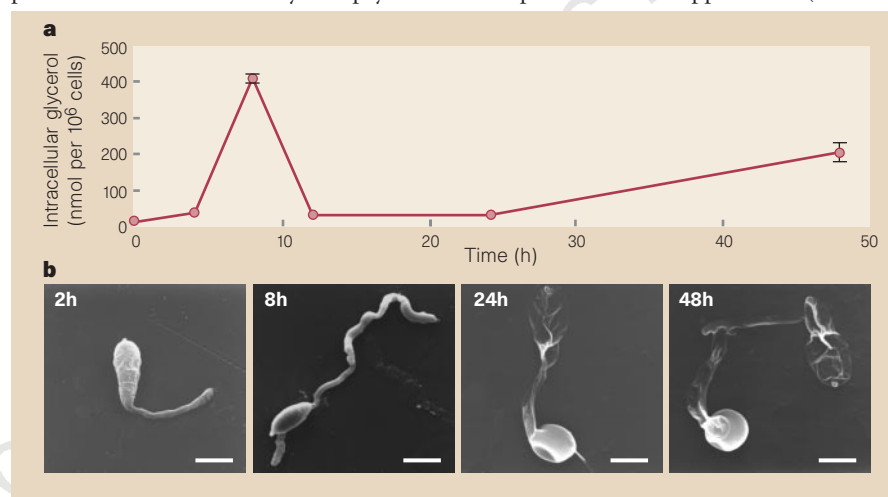 a
Intracellular glycerol
(nmol per 10⁶ cells)
500
400
300
200
100
0
0 10 20 30 40 50
Time (h)
b
2h 8h 24h 48h